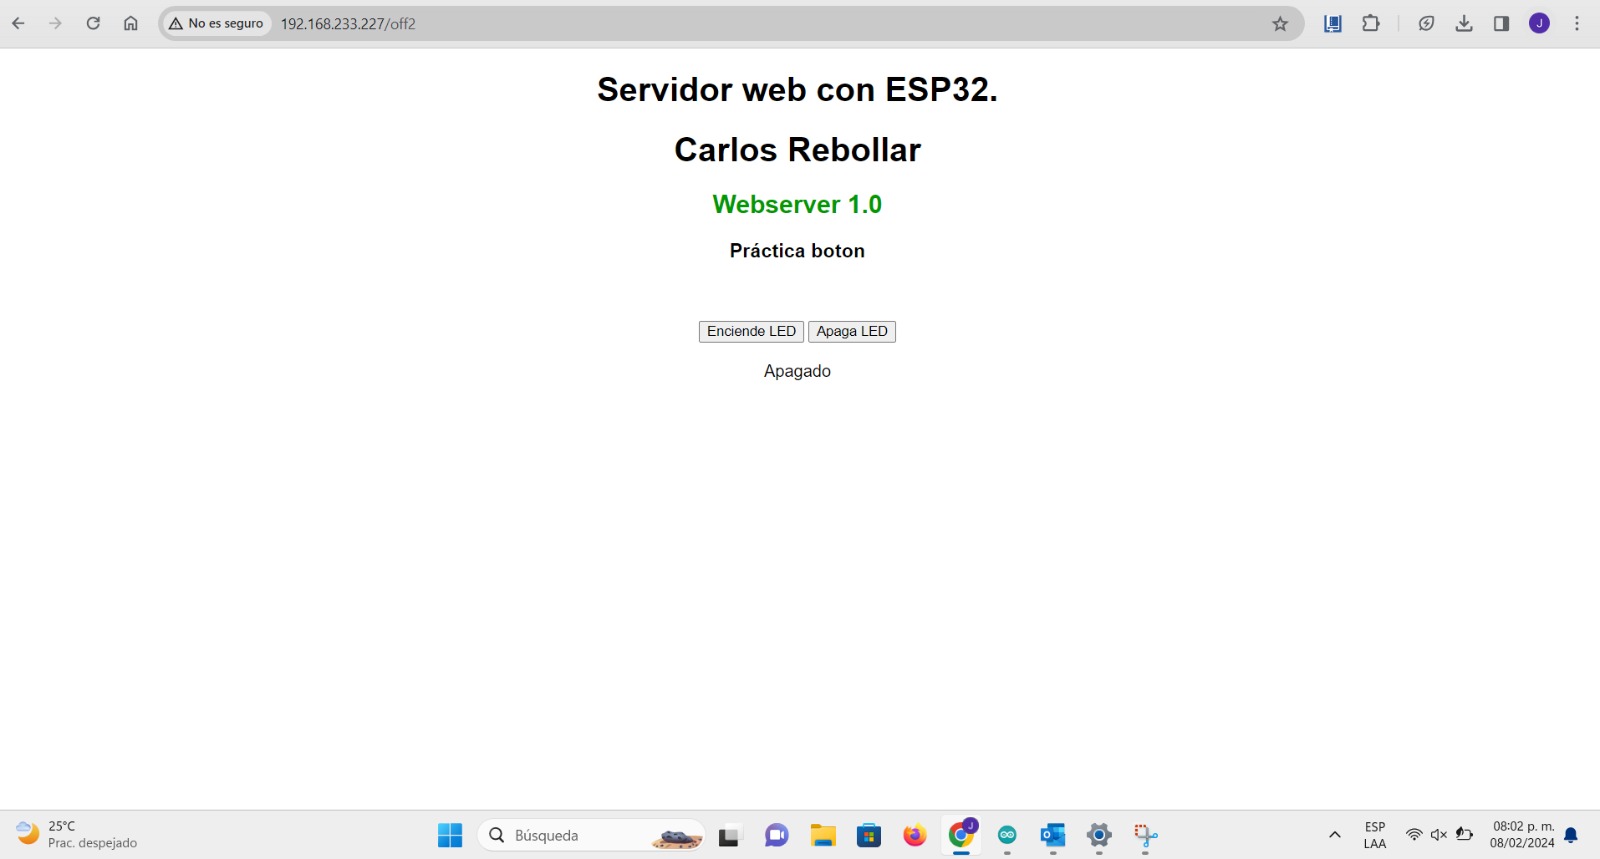 No es seguro 192.168.233.227/off2
J
Servidor web con ESP32.
Carlos Rebollar
Webserver 1.0
Práctica boton
Enciende LED Apaga LED
Apagado
25°C
Prac. despejado
Búsqueda
J
ESP
LAA
08:02 p. m.
08/02/2024